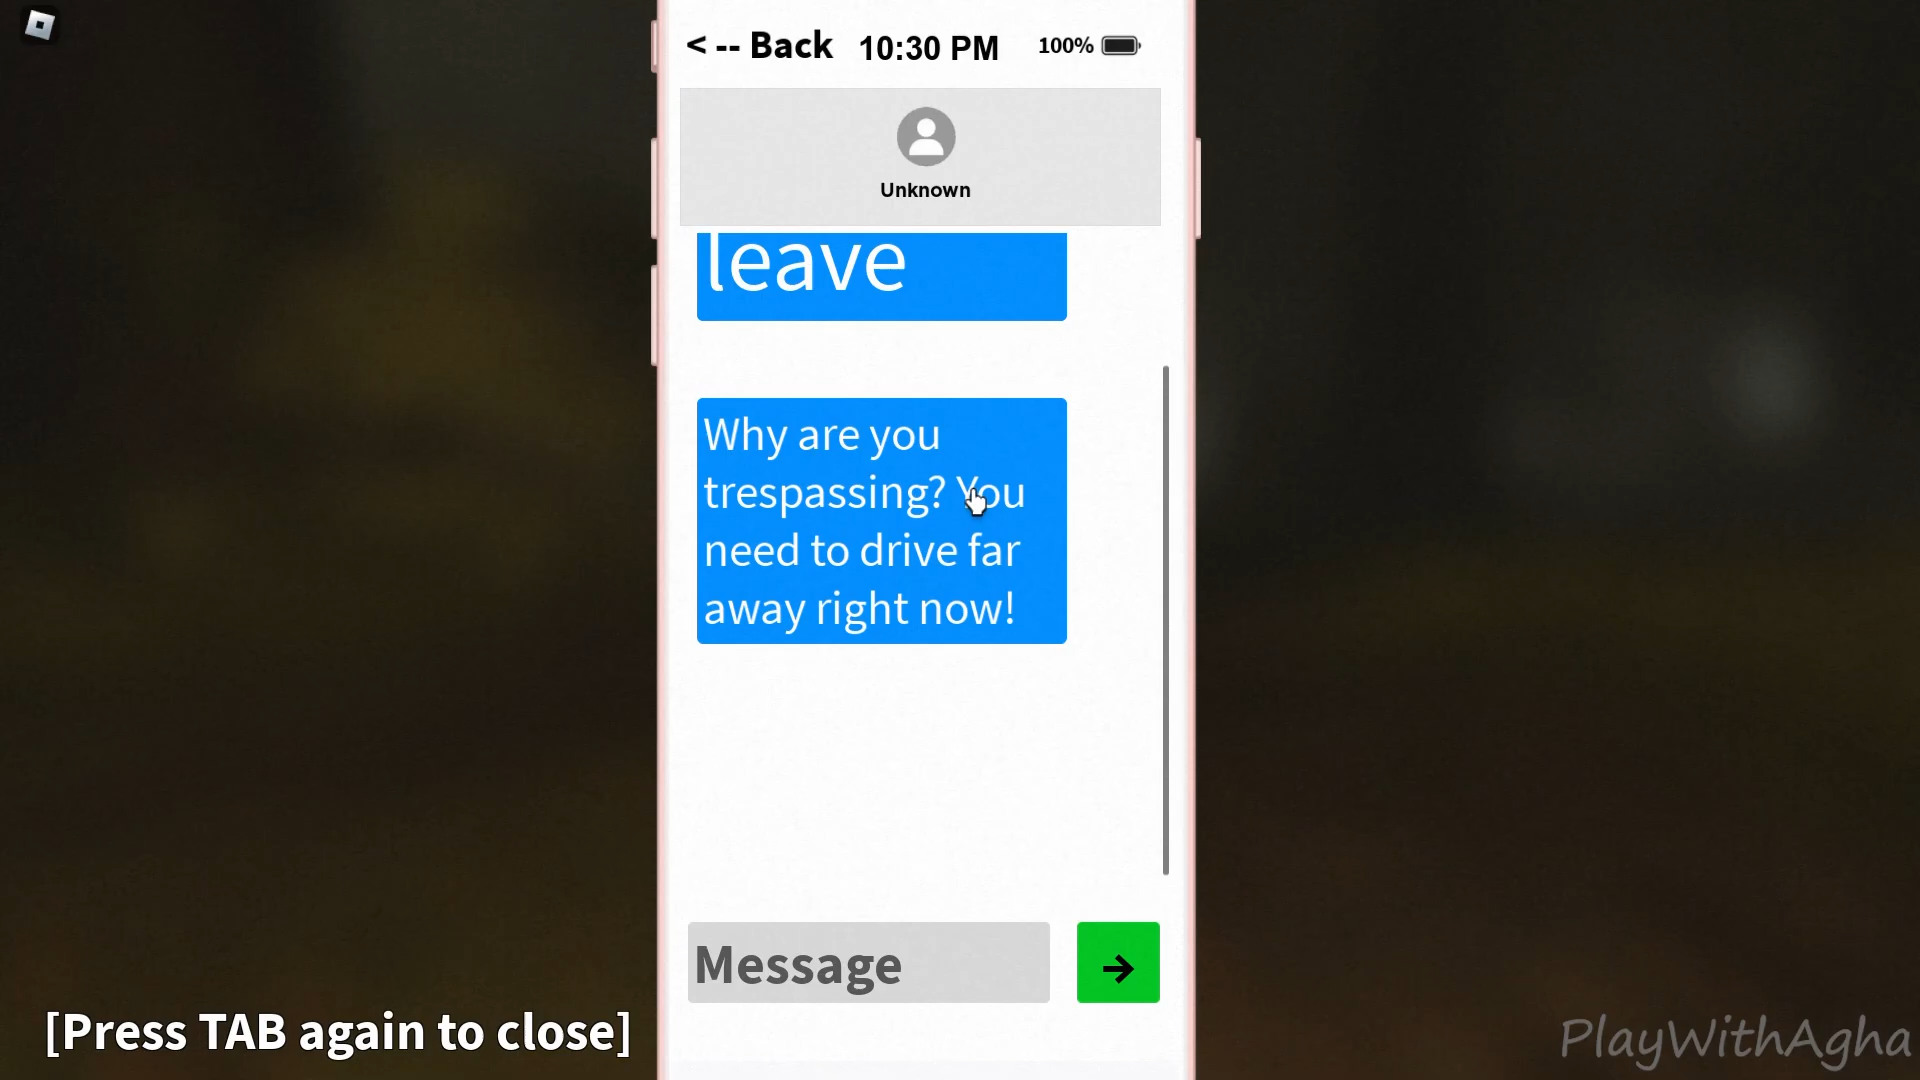 < -- Back 10:30 PM 100%
Unknown
leave
Why are you
trespassing? You
need to drive far
away right now!
Message
[Press TAB again to close]
PlayWithAgha